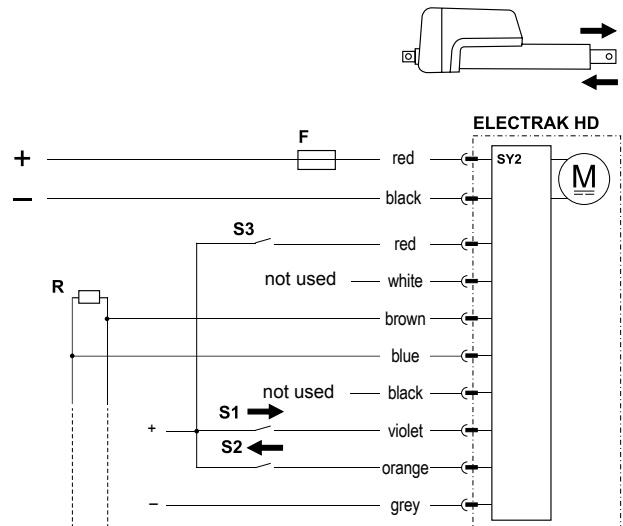 ELECTRAK HD
F
+ red SY2
M
− black
S3
red
R
not used white
brown
blue
not used black
S1
+ violet
S2
orange
− grey